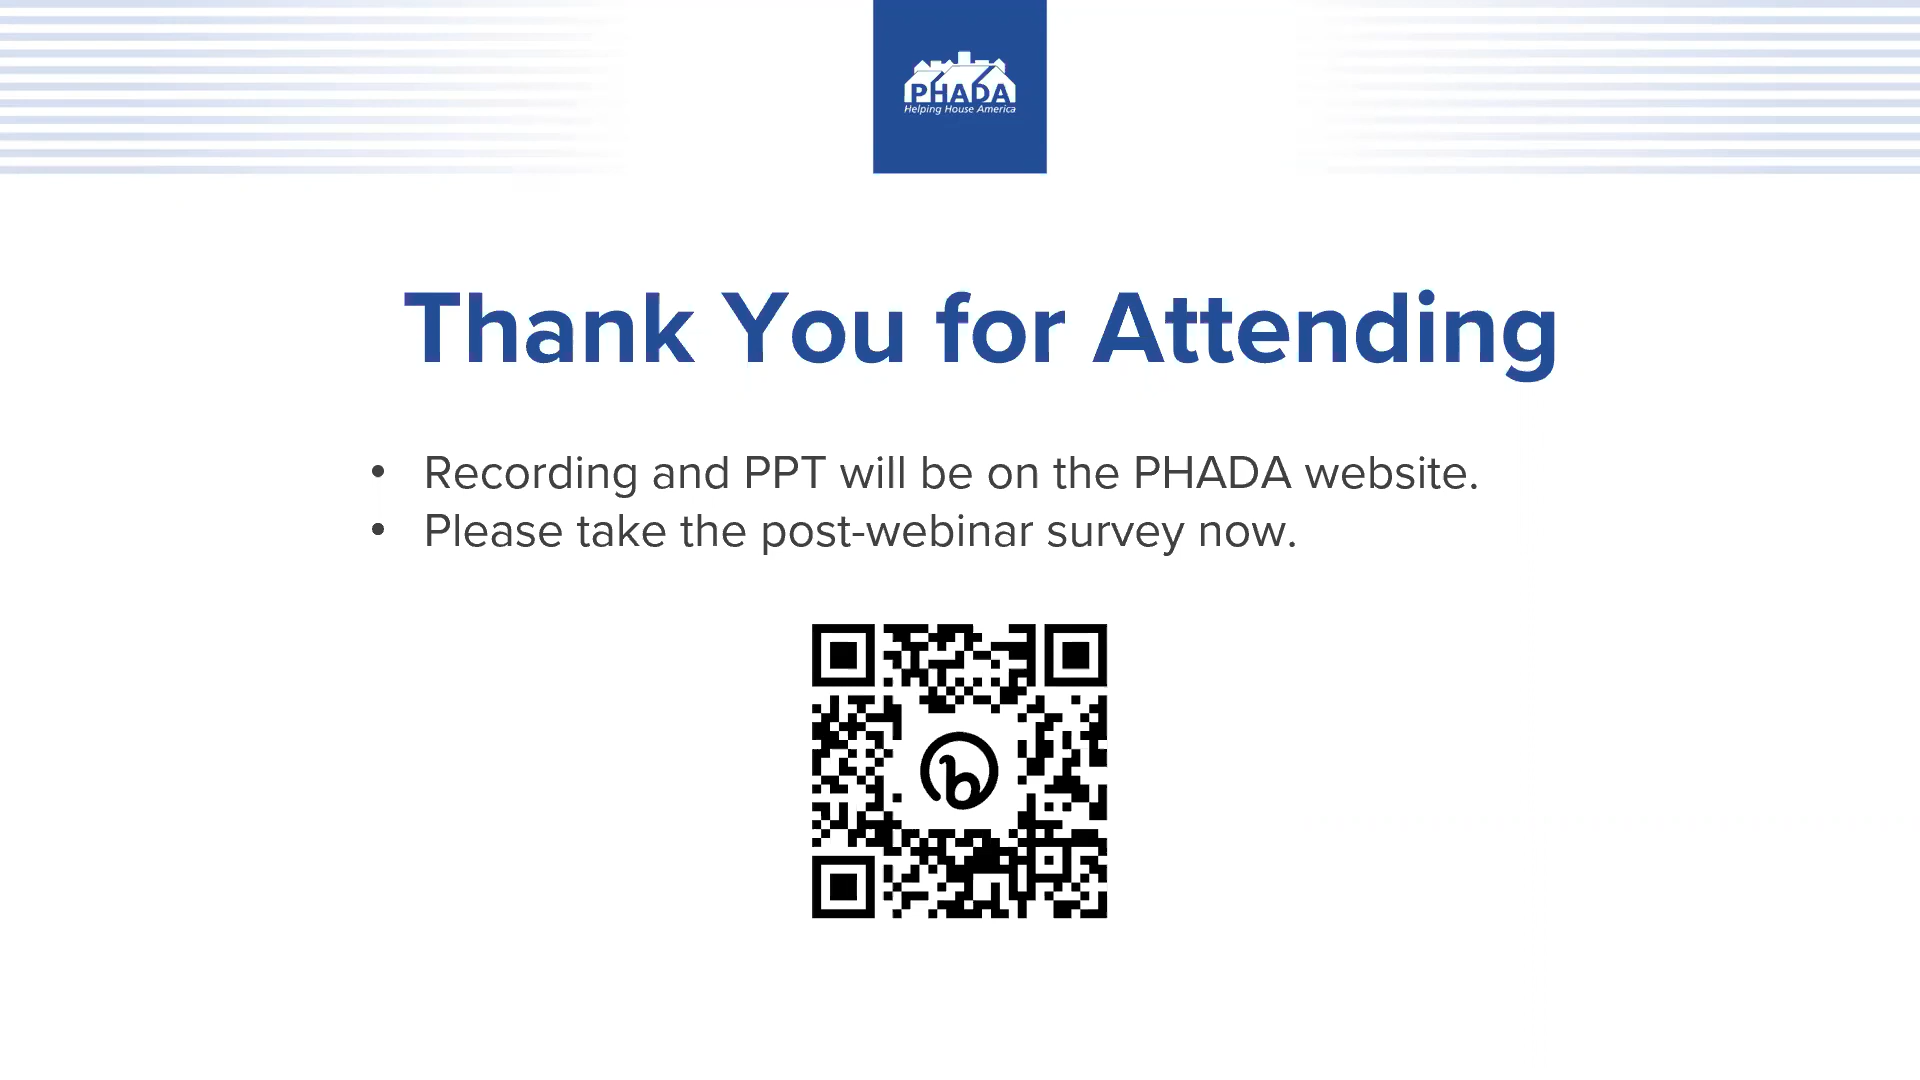 PHADA
Helping House America
Thank You for Attending
• Recording and PPT will be on the PHADA website.
• Please take the post-webinar survey now.
b